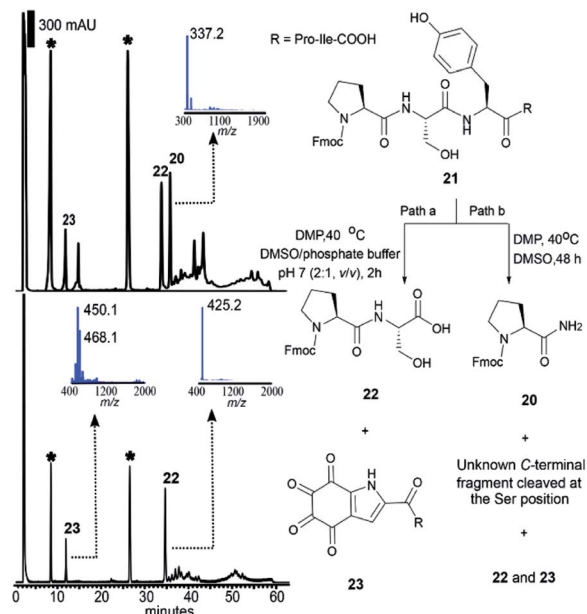 300 mAU
*
*
337.2
300 1100 1900
m/z
22
20
23
450.1
468.1
425.2
400 1200 2000
m/z
400 1200 2000
m/z
*
*
22
23
0 10 20 30 40 50 60
minutes
R = Pro-Ile-COOH
HO
H
N
O
R
N
H
O
N
O
Fmoc
OH
21
Path a
Path b
DMP,40 °C
DMSO/phosphate buffer
pH 7 (2:1, v/v), 2h
DMP, 40°C
DMSO,48 h
H
N
O
OH
N
O
Fmoc
OH
22
NH2
N
O
Fmoc
20
+
+
Unknown C-terminal
fragment cleaved at
the Ser position
+
22 and 23
O
H
N
O
O
R
O
O
23